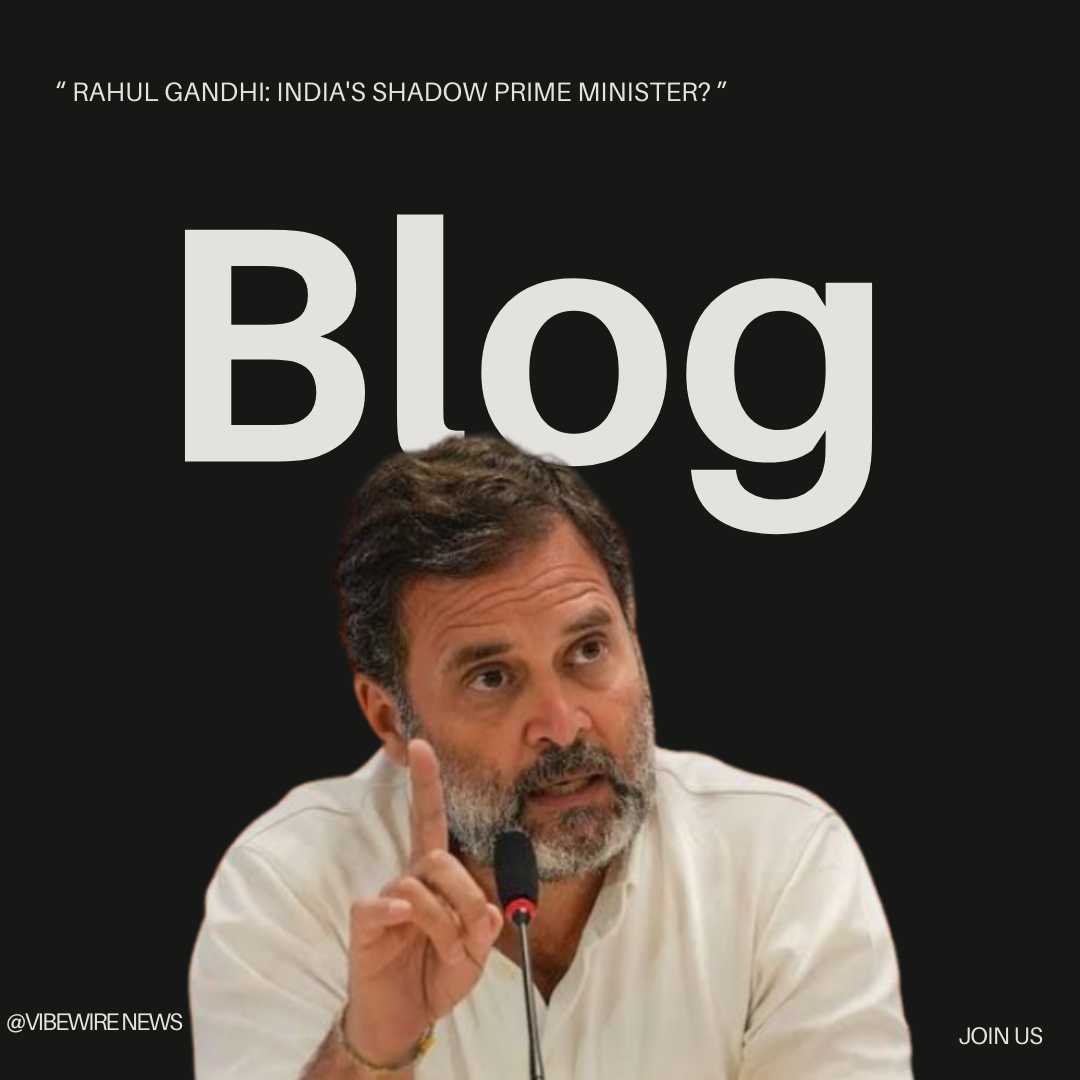 “ RAHUL GANDHI: INDIA'S SHADOW PRIME MINISTER? ”
Blog
@VIBEWIRE NEWS
JOIN US